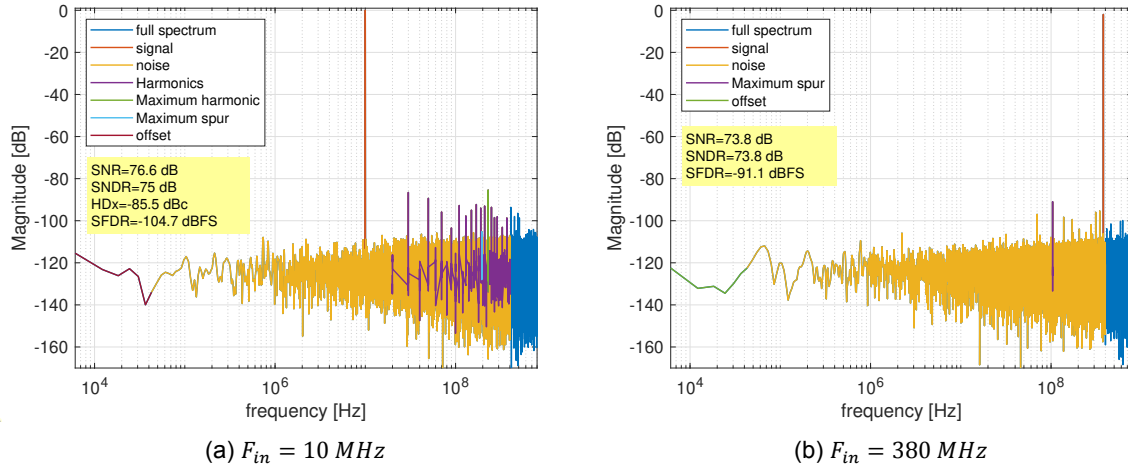 0
-20
-40
-60
-80
-100
-120
-140
-160
Magnitude [dB]
full spectrum
signal
noise
Harmonics
Maximum harmonic
Maximum spur
offset
SNR=76.6 dB
SNDR=75 dB
HDx=-85.5 dBc
SFDR=-104.7 dBFS
10^4
10^6
10^8
frequency [Hz]
(a) F_in = 10 MHz
0
-20
-40
-60
-80
-100
-120
-140
-160
Magnitude [dB]
full spectrum
signal
noise
Maximum spur
offset
SNR=73.8 dB
SNDR=73.8 dB
SFDR=-91.1 dBFS
10^4
10^6
10^8
frequency [Hz]
(b) F_in = 380 MHz